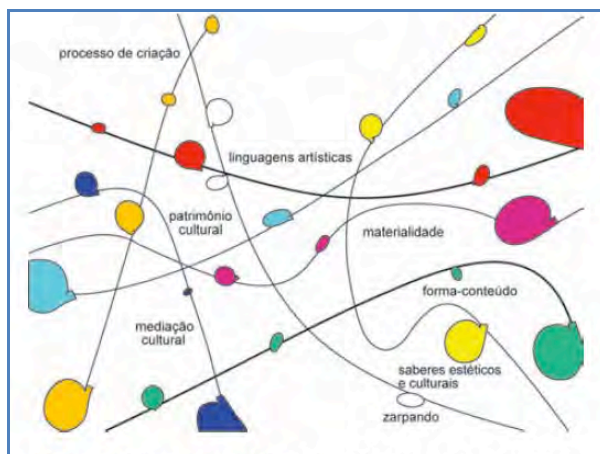 processo de criação
linguagens artísticas
patrimônio
cultural
materialidade
forma-conteúdo
mediação
cultural
saberes estéticos
e culturais
zarpando